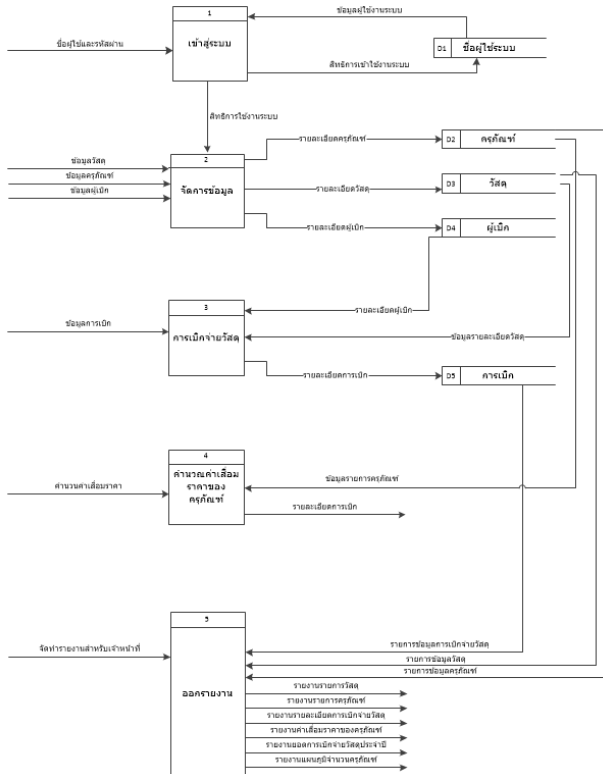 1
ข้อมูลผู้ใช้งานระบบ
ชื่อผู้ใช้และรหัสผ่าน
เข้าสู่ระบบ
D1
ชื่อผู้ใช้ระบบ
สิทธิการเข้าใช้งานระบบ
สิทธิการใช้งานระบบ
2
รายละเอียดครุภัณฑ์
D2
ครุภัณฑ์
ข้อมูลวัสดุ
ข้อมูลครุภัณฑ์
ข้อมูลผู้เบิก
จัดการข้อมูล
รายละเอียดวัสดุ
D3
วัสดุ
รายละเอียดผู้เบิก
D4
ผู้เบิก
3
รายละเอียดผู้เบิก
ข้อมูลการเบิก
การเบิกจ่ายวัสดุ
ข้อมูลรายละเอียดวัสดุ
รายละเอียดการเบิก
D5
การเบิก
4
คำนวณค่าเสื่อม
ราคาของ
ครุภัณฑ์
ข้อมูลรายการครุภัณฑ์
คำนวนค่าเสื่อมราคา
รายละเอียดการเบิก
5
จัดทำรายงานสำหรับเจ้าหน้าที่
รายการข้อมูลการเบิกจ่ายวัสดุ
รายการข้อมูลวัสดุ
รายการข้อมูลครุภัณฑ์
ออกรายงาน
รายงานรายการวัสดุ
รายงานรายการครุภัณฑ์
รายงานรายละเอียดการเบิกจ่ายวัสดุ
รายงานค่าเสื่อมราคาของครุภัณฑ์
รายงานยอดการเบิกจ่ายวัสดุประจำปี
รายงานแผนภูมิจำนวนครุภัณฑ์